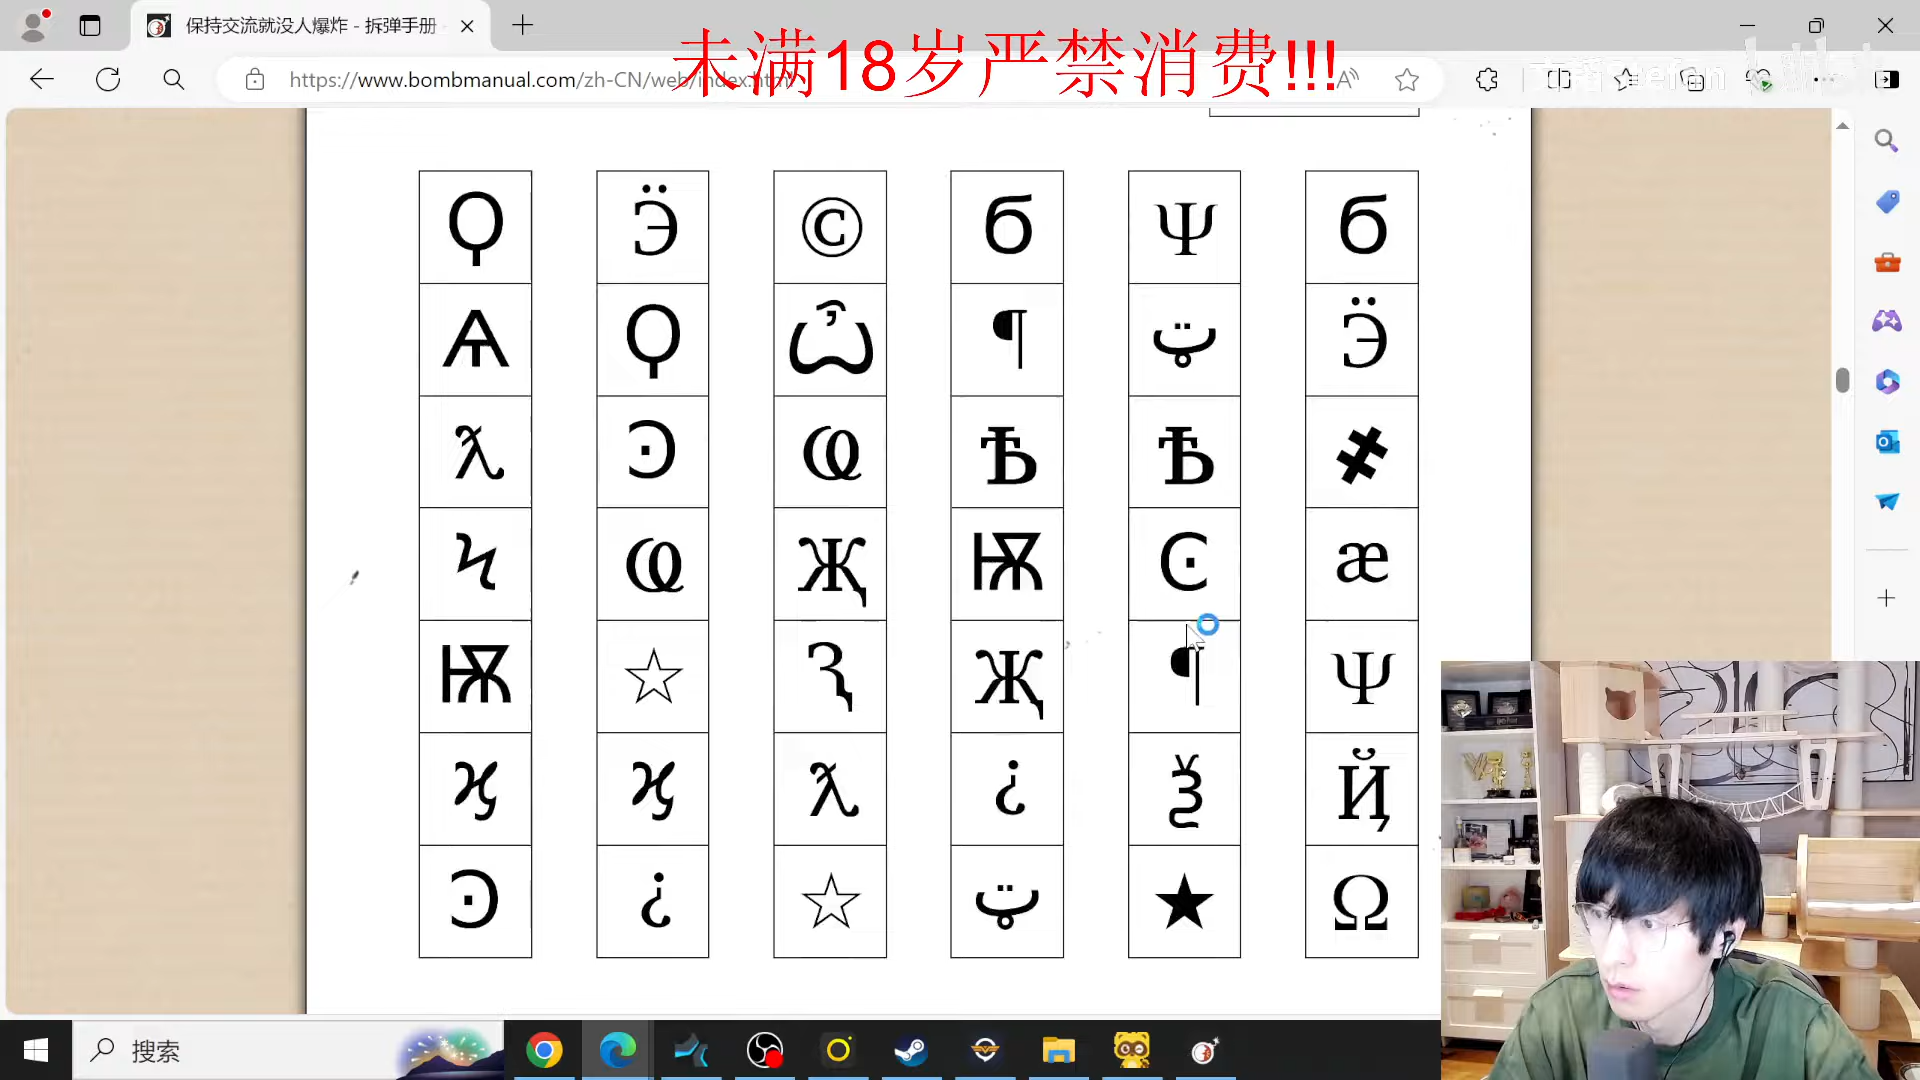 保持交流就没人爆炸 - 拆弹手册
未满18岁严禁消费!!!
https://www.bombmanual.com/zh-CN/web/index.htm
Ϙ Ӭ © Ϭ Ψ Ϭ
Ѧ Ϙ Ѽ ¶ ټ Ӭ
ƛ Ͽ Ҩ Ѣ Ѣ ҂
Ϟ Ҩ Җ Ѭ Ͼ æ
Ѭ ☆ Ԇ Җ ¶ Ψ
ϗ ϗ ƛ ¿ Ѯ Ҋ
Ͽ ¿ ☆ ټ ★ Ω
搜索